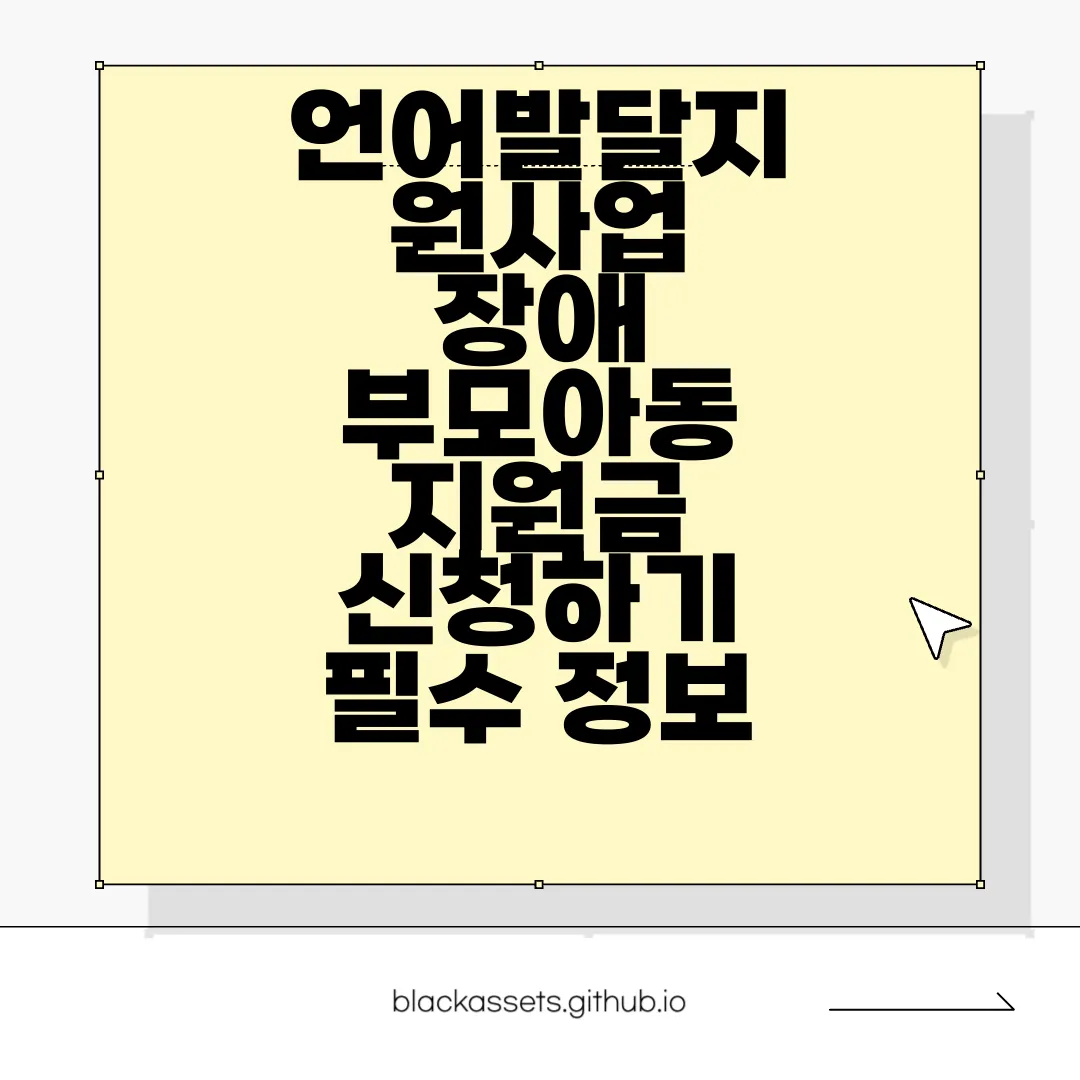 언어발달지
원사업
장애
부모아동
지원금
신청하기
필수 정보
blackassets.github.io